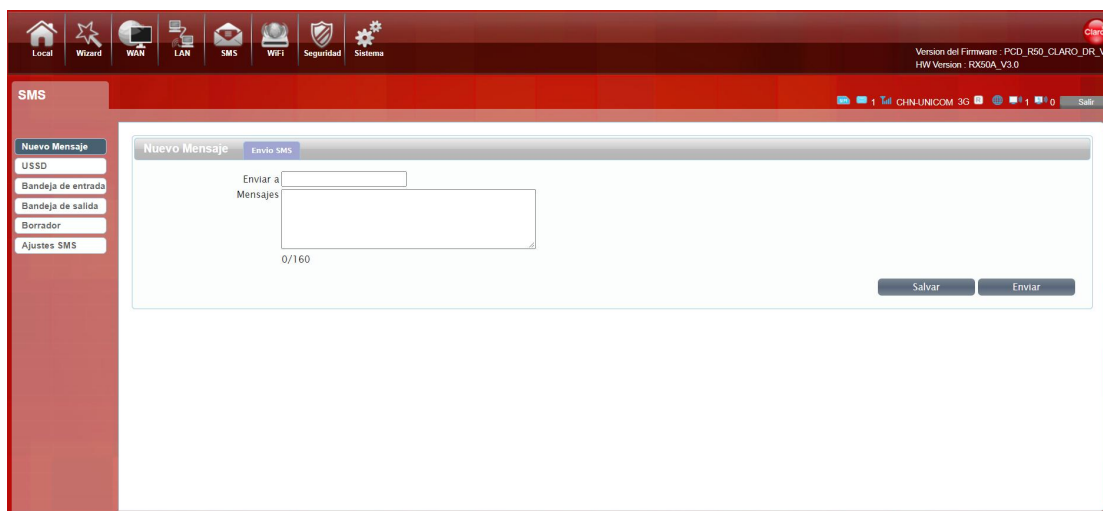 Local Wizard WAN LAN SMS WiFi Seguridad Sistema
Claro
Version del Firmware : PCD_R50_CLARO_DR_V
HW Version : RX50A_V3.0
SMS
1 CHN-UNICOM 3G 1 0 Salir
Nuevo Mensaje
USSD
Bandeja de entrada
Bandeja de salida
Borrador
Ajustes SMS
Nuevo Mensaje Envio SMS
Enviar a
Mensajes
0/160
Salvar Enviar